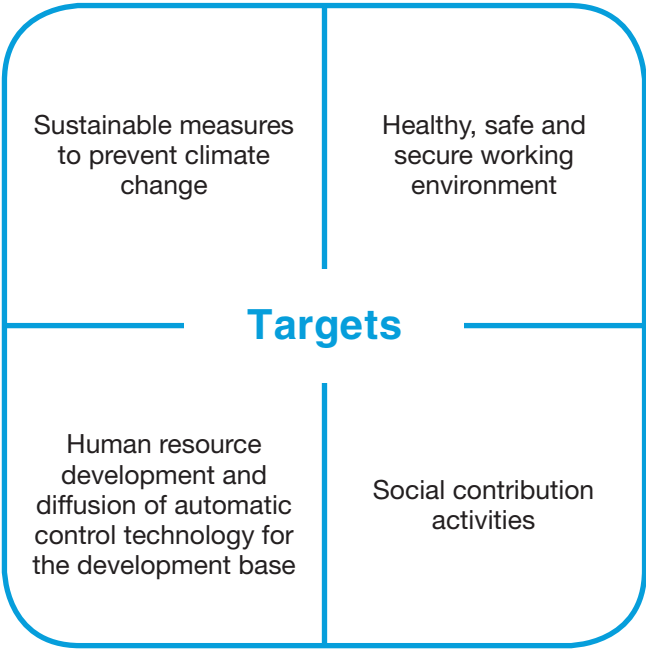 Sustainable measures
to prevent climate
change
Healthy, safe and
secure working
environment
Targets
Human resource
development and
diffusion of automatic
control technology for
the development base
Social contribution
activities